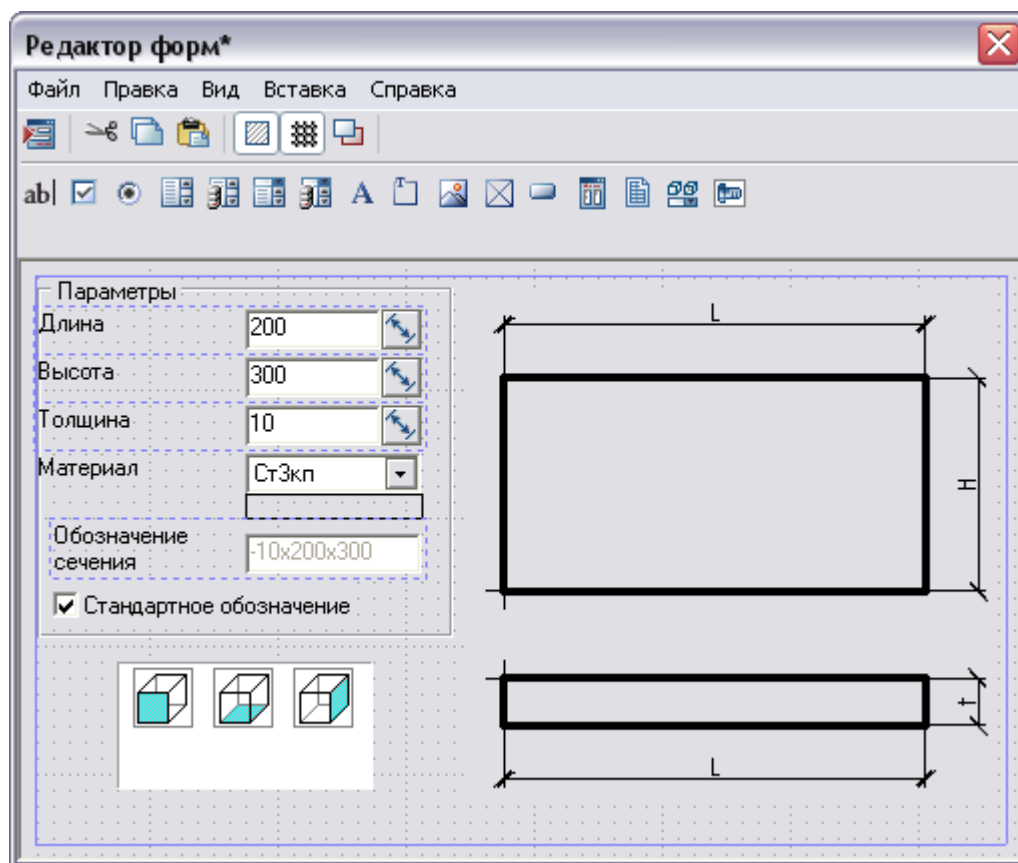 Редактор форм*
Файл Правка Вид Вставка Справка
ab| A T
Параметры
Длина 200
Высота 300
Толщина 10
Материал Ст3кп
Обозначение
сечения -10x200x300
Стандартное обозначение
L
H
t
L